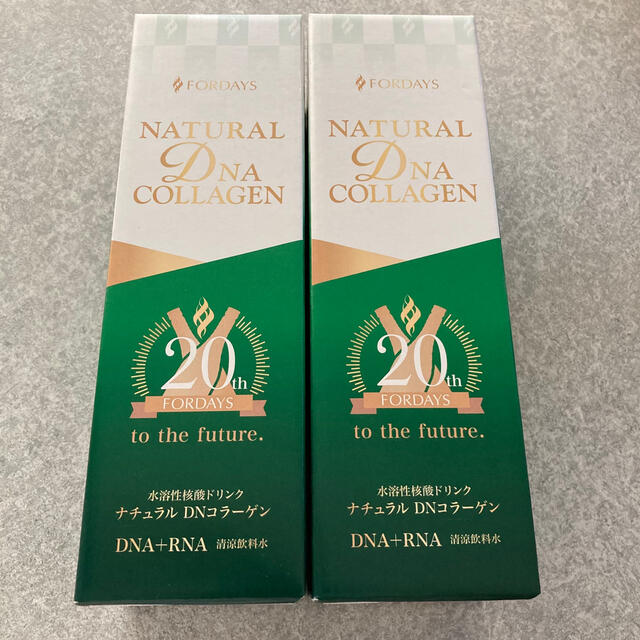 FORDAYS
NATURAL
DNA
COLLAGEN
20th
FORDAYS
to the future.
水溶性核酸ドリンク
ナチュラル DNコラーゲン
DNA+RNA 清涼飲料水
FORDAYS
NATURAL
DNA
COLLAGEN
20th
FORDAYS
to the future.
水溶性核酸ドリンク
ナチュラル DNコラーゲン
DNA+RNA 清涼飲料水